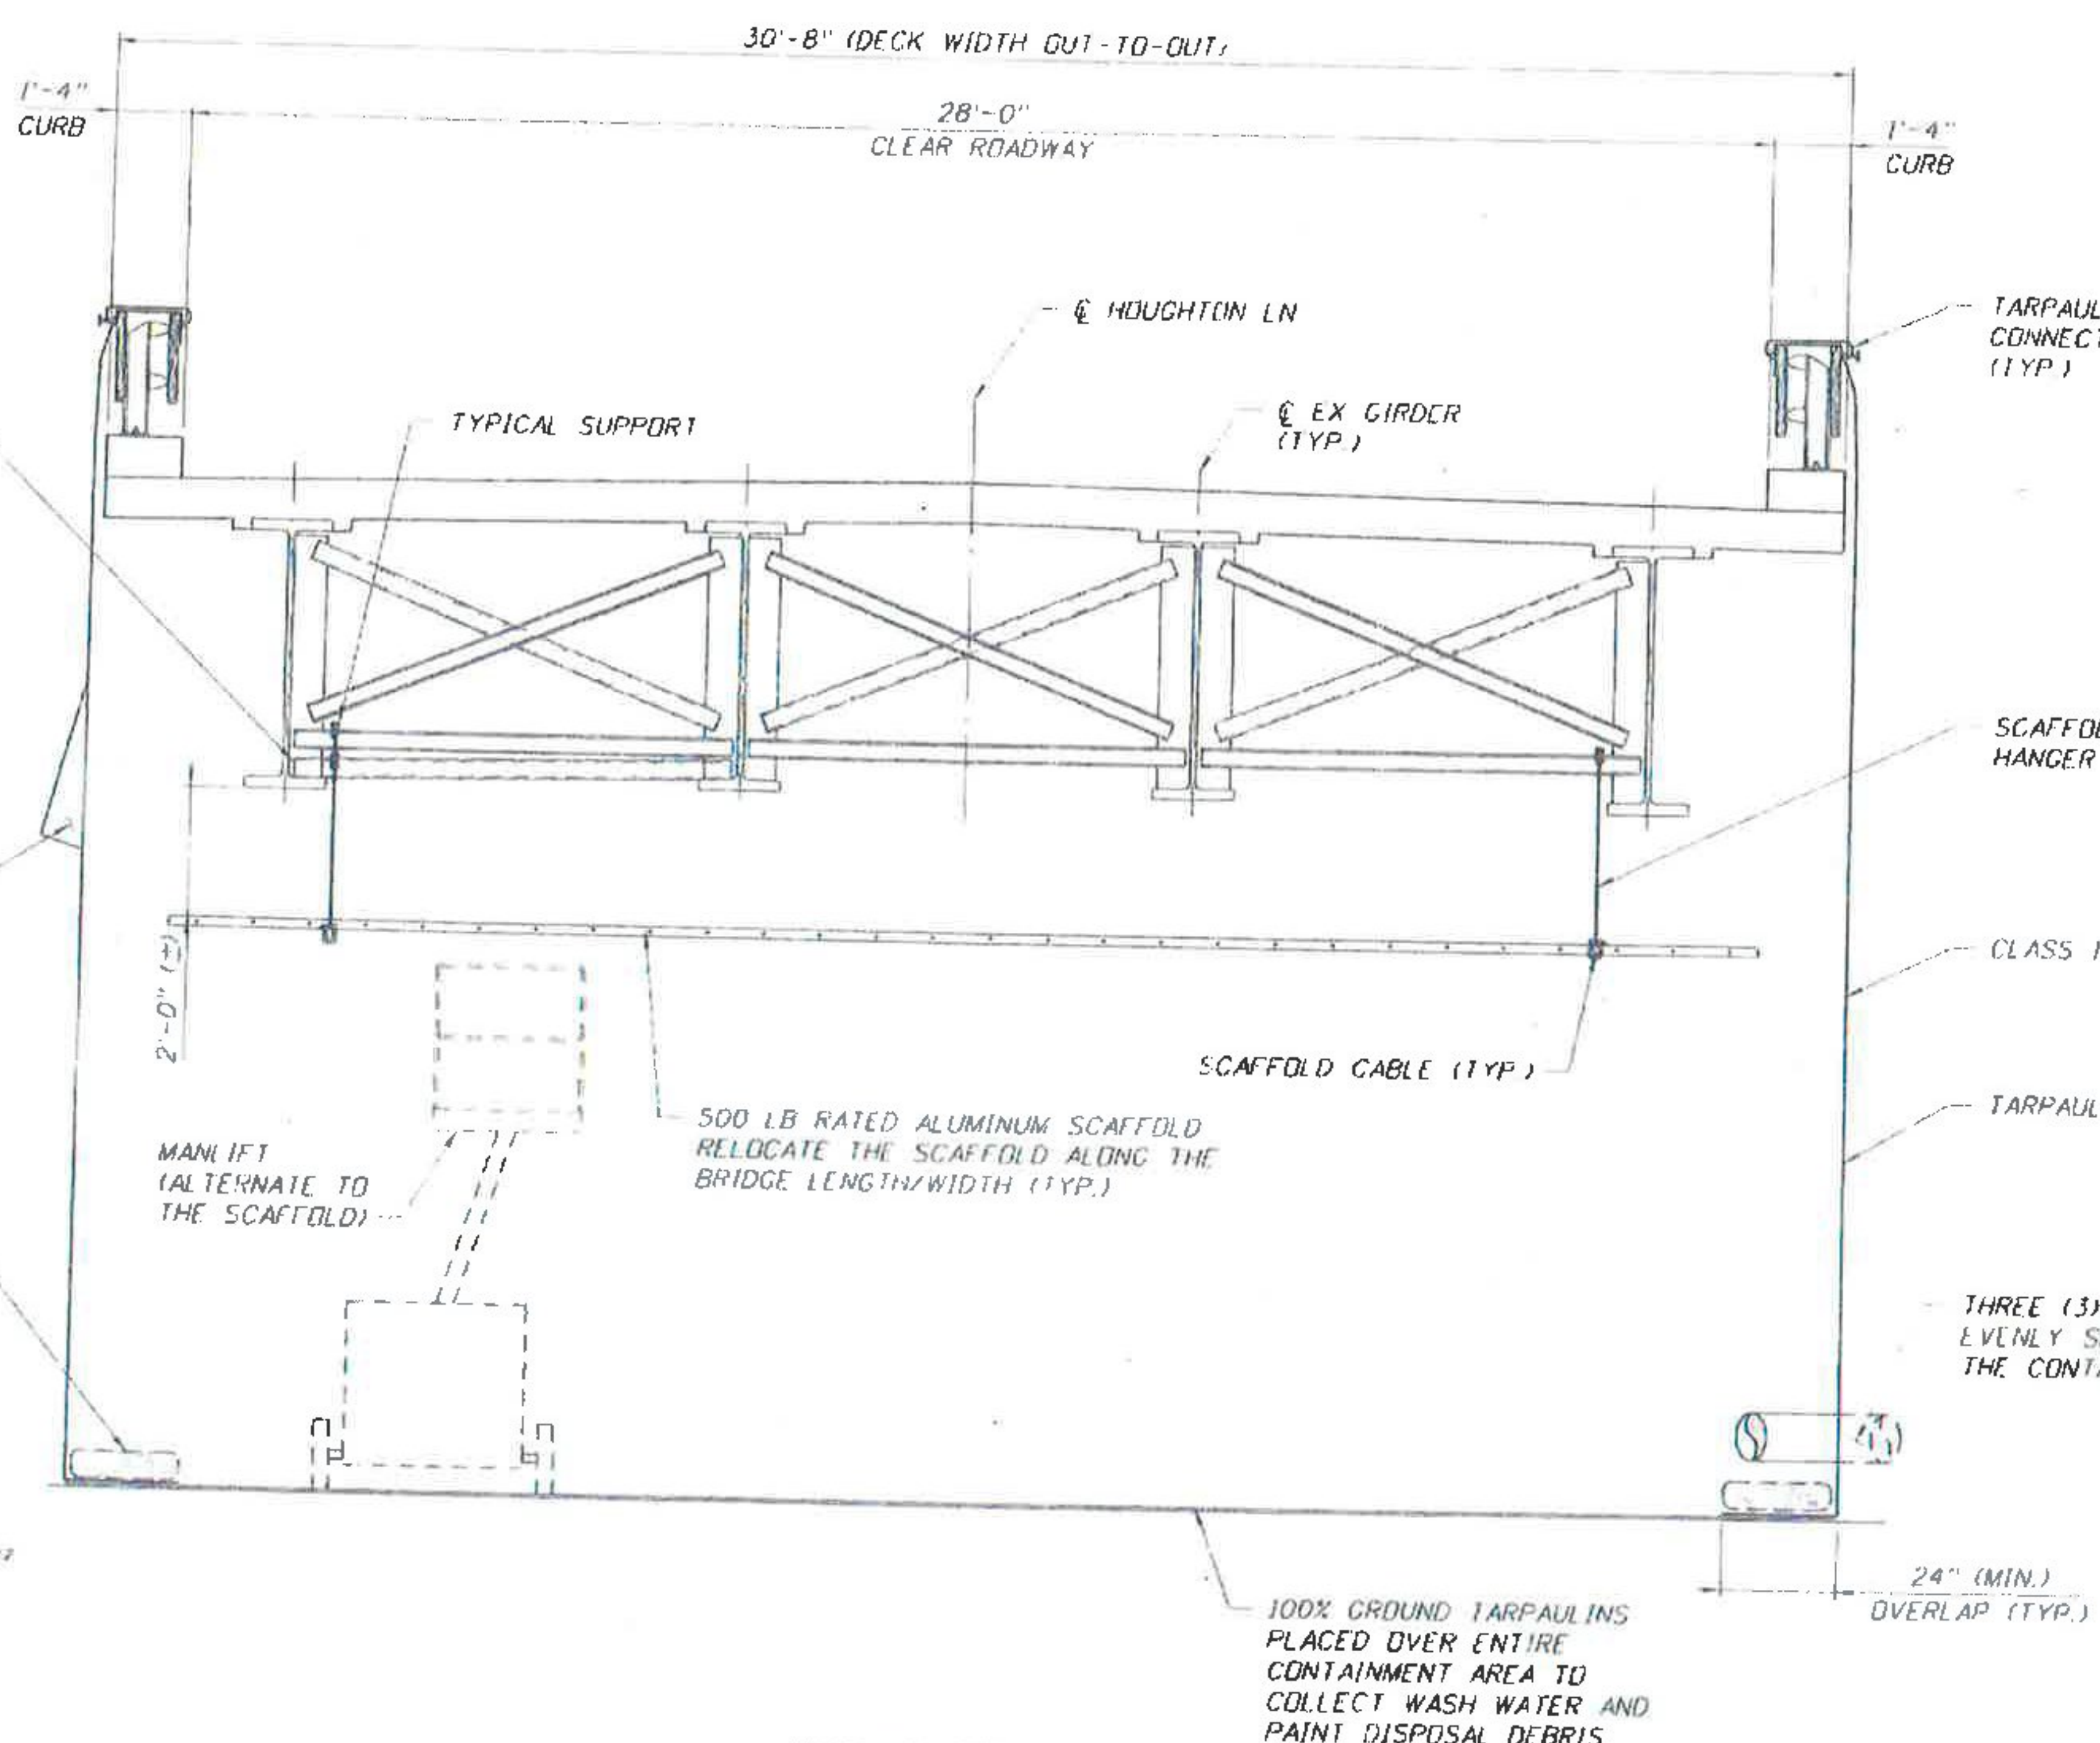 30'-8" (DECK WIDTH OUT-TO-OUT)
1'-4"
CURB
28'-0"
CLEAR ROADWAY
1'-4"
CURB
℄ HOUGHTON LN
TARPAUL
CONNECT
(TYP.)
TYPICAL SUPPORT
℄ EX GIRDER
(TYP.)
SCAFFOL
HANGER
2'-0" (±)
CLASS
SCAFFOLD CABLE (TYP.)
TARPAUL
500 LB RATED ALUMINUM SCAFFOLD
RELOCATE THE SCAFFOLD ALONG THE
BRIDGE LENGTH/WIDTH (TYP.)
MANLIFT
(ALTERNATE TO
THE SCAFFOLD)
THREE (3)
EVENLY S
THE CONTA
24" (MIN.)
OVERLAP (TYP.)
100% GROUND TARPAULINS
PLACED OVER ENTIRE
CONTAINMENT AREA TO
COLLECT WASH WATER AND
PAINT DISPOSAL DEBRIS